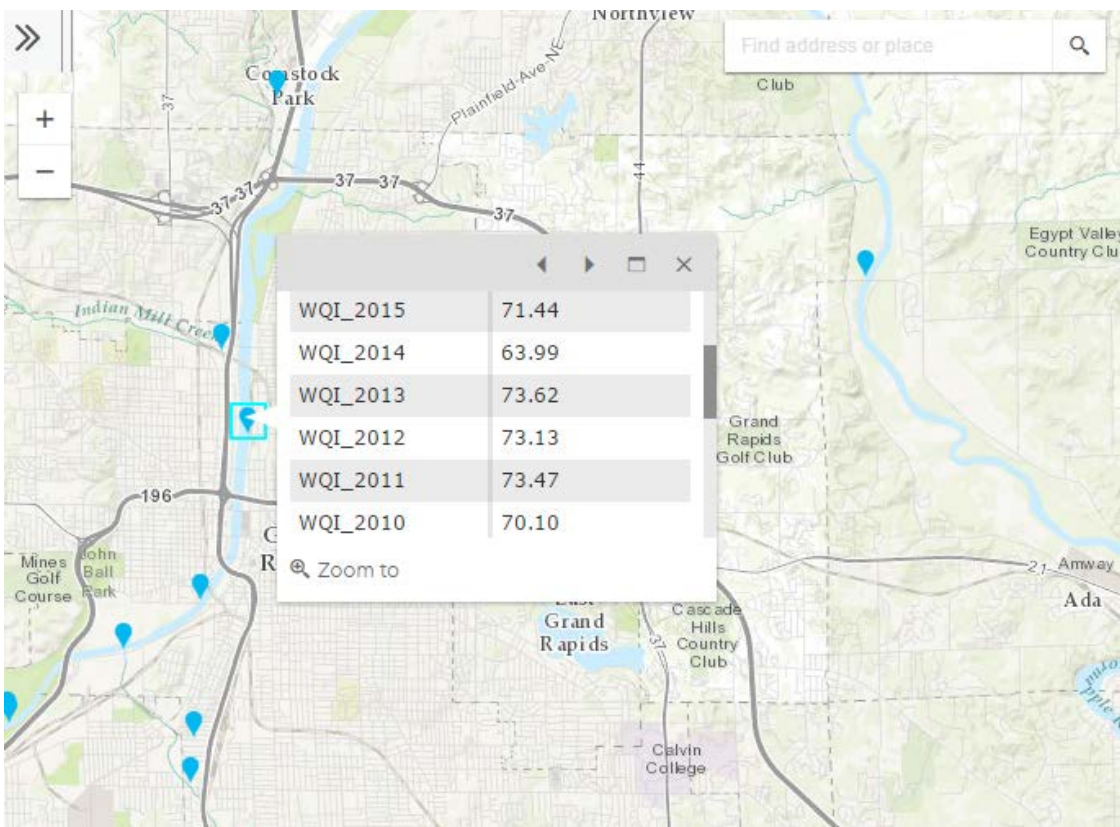 Northview
Find address or place
Comstock
Park
Plainfield-Ave-NE
Club
37
44
37
37
37
37
37
Egypt Valley
Country Clu
Indian Mill Creek
WQI_2015 71.44
WQI_2014 63.99
WQI_2013 73.62
WQI_2012 73.13
WQI_2011 73.47
WQI_2010 70.10
Zoom to
Grand
Rapids
Golf Club
196
G
R
Mines
Golf
Course
John
Ball
Park
21
Amway
Ada
East
Grand
Rapids
Cascade
Hills
Country
Club
37
Calvin
College